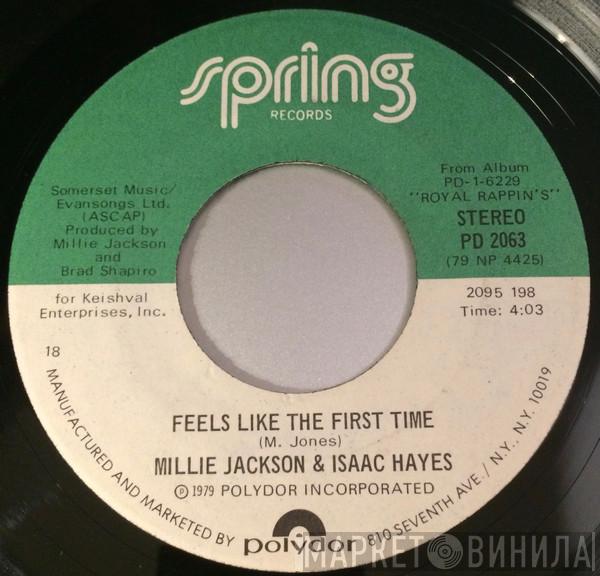 spring
RECORDS
Somerset Music/
Evansongs Ltd.
(ASCAP)
Produced by
Millie Jackson
and
Brad Shapiro
for Keishval
Enterprises, Inc.
From Album
PD-1-6229
"ROYAL RAPPIN'S"
STEREO
PD 2063
(79 NP 4425)
2095 198
Time: 4:03
18
FEELS LIKE THE FIRST TIME
(M. Jones)
MILLIE JACKSON & ISAAC HAYES
Ⓟ 1979 POLYDOR INCORPORATED
MANUFACTURED AND MARKETED BY polydor 810 SEVENTH AVE./ N.Y., N.Y. 10019
МАРКЕТ ВИНИЛА